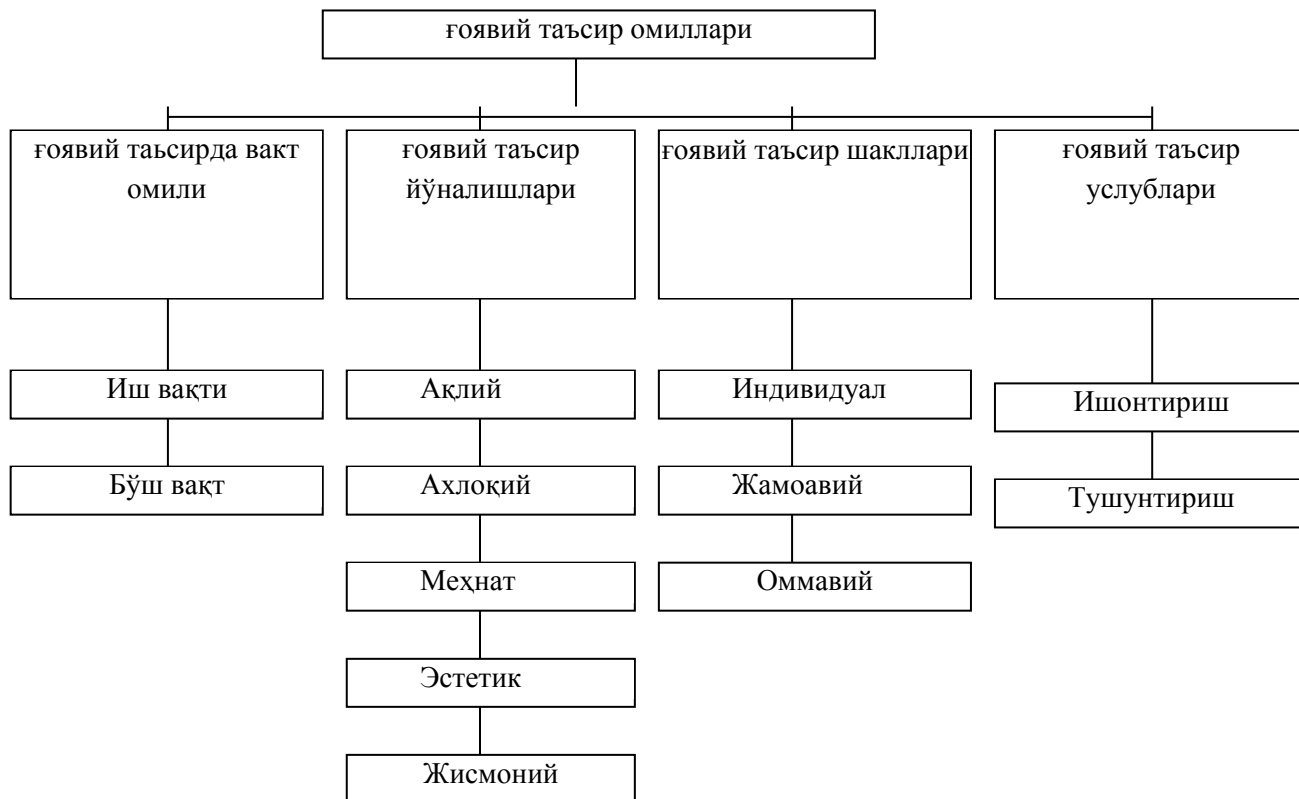 ғоявий таъсир омиллари
ғоявий таьсирда вакт
омили
ғоявий таъсир
йўналишлари
ғоявий таъсир шакллари
ғоявий таъсир
услублари
Иш вақти
Бўш вақт
Ақлий
Ахлоқий
Меҳнат
Эстетик
Жисмоний
Индивидуал
Жамоавий
Оммавий
Ишонтириш
Тушунтириш